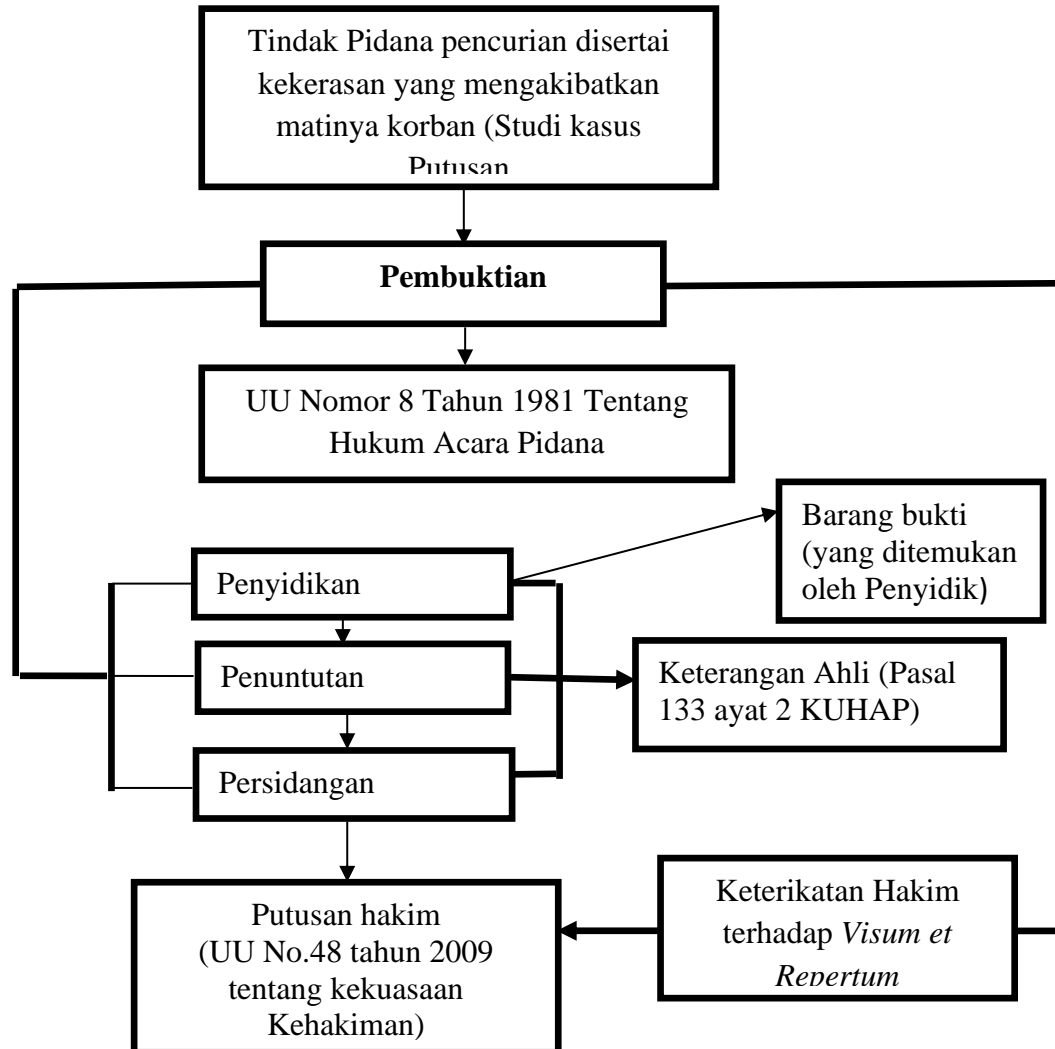 Tindak Pidana pencurian disertai
kekerasan yang mengakibatkan
matinya korban (Studi kasus
Putusan
Pembuktian
UU Nomor 8 Tahun 1981 Tentang
Hukum Acara Pidana
Barang bukti
(yang ditemukan
oleh Penyidik)
Penyidikan
Penuntutan
Keterangan Ahli (Pasal
133 ayat 2 KUHAP)
Persidangan
Putusan hakim
(UU No.48 tahun 2009
tentang kekuasaan
Kehakiman)
Keterikatan Hakim
terhadap Visum et
Repertum